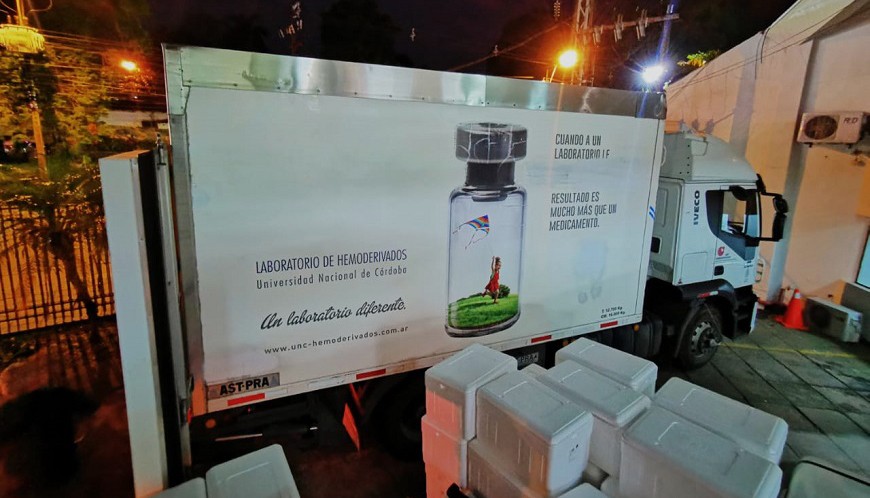 CUANDO A UN
LABORATORIO LE
RESULTADO ES
MUCHO MÁS QUE UN
MEDICAMENTO.
LABORATORIO DE HEMODERIVADOS
Universidad Nacional de Córdoba
Un laboratorio diferente.
www.unc-hemoderivados.com.ar
AST-PRA
IVECO